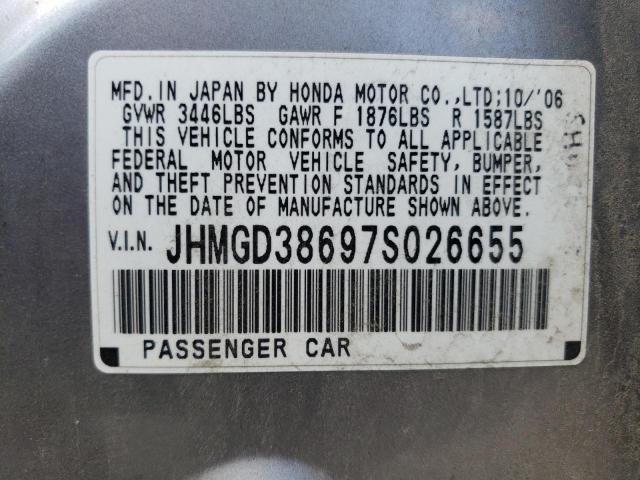 MFD. IN JAPAN BY HONDA MOTOR CO.,LTD;10/'06
GVWR 3446LBS GAWR F 1876LBS R 1587LBS
THIS VEHICLE CONFORMS TO ALL APPLICABLE
FEDERAL MOTOR VEHICLE SAFETY, BUMPER,
AND THEFT PREVENTION STANDARDS IN EFFECT
ON THE DATE OF MANUFACTURE SHOWN ABOVE.
V.I.N. JHMGD38697S026655
PASSENGER CAR